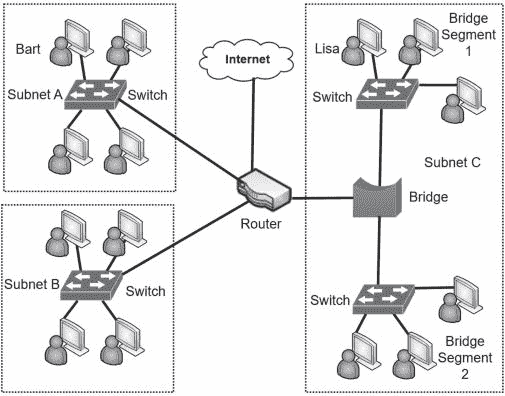 Bart
Subnet A
Switch
Internet
Lisa
Bridge
Segment
1
Switch
Subnet C
Bridge
Router
Subnet B
Switch
Switch
Bridge
Segment
2